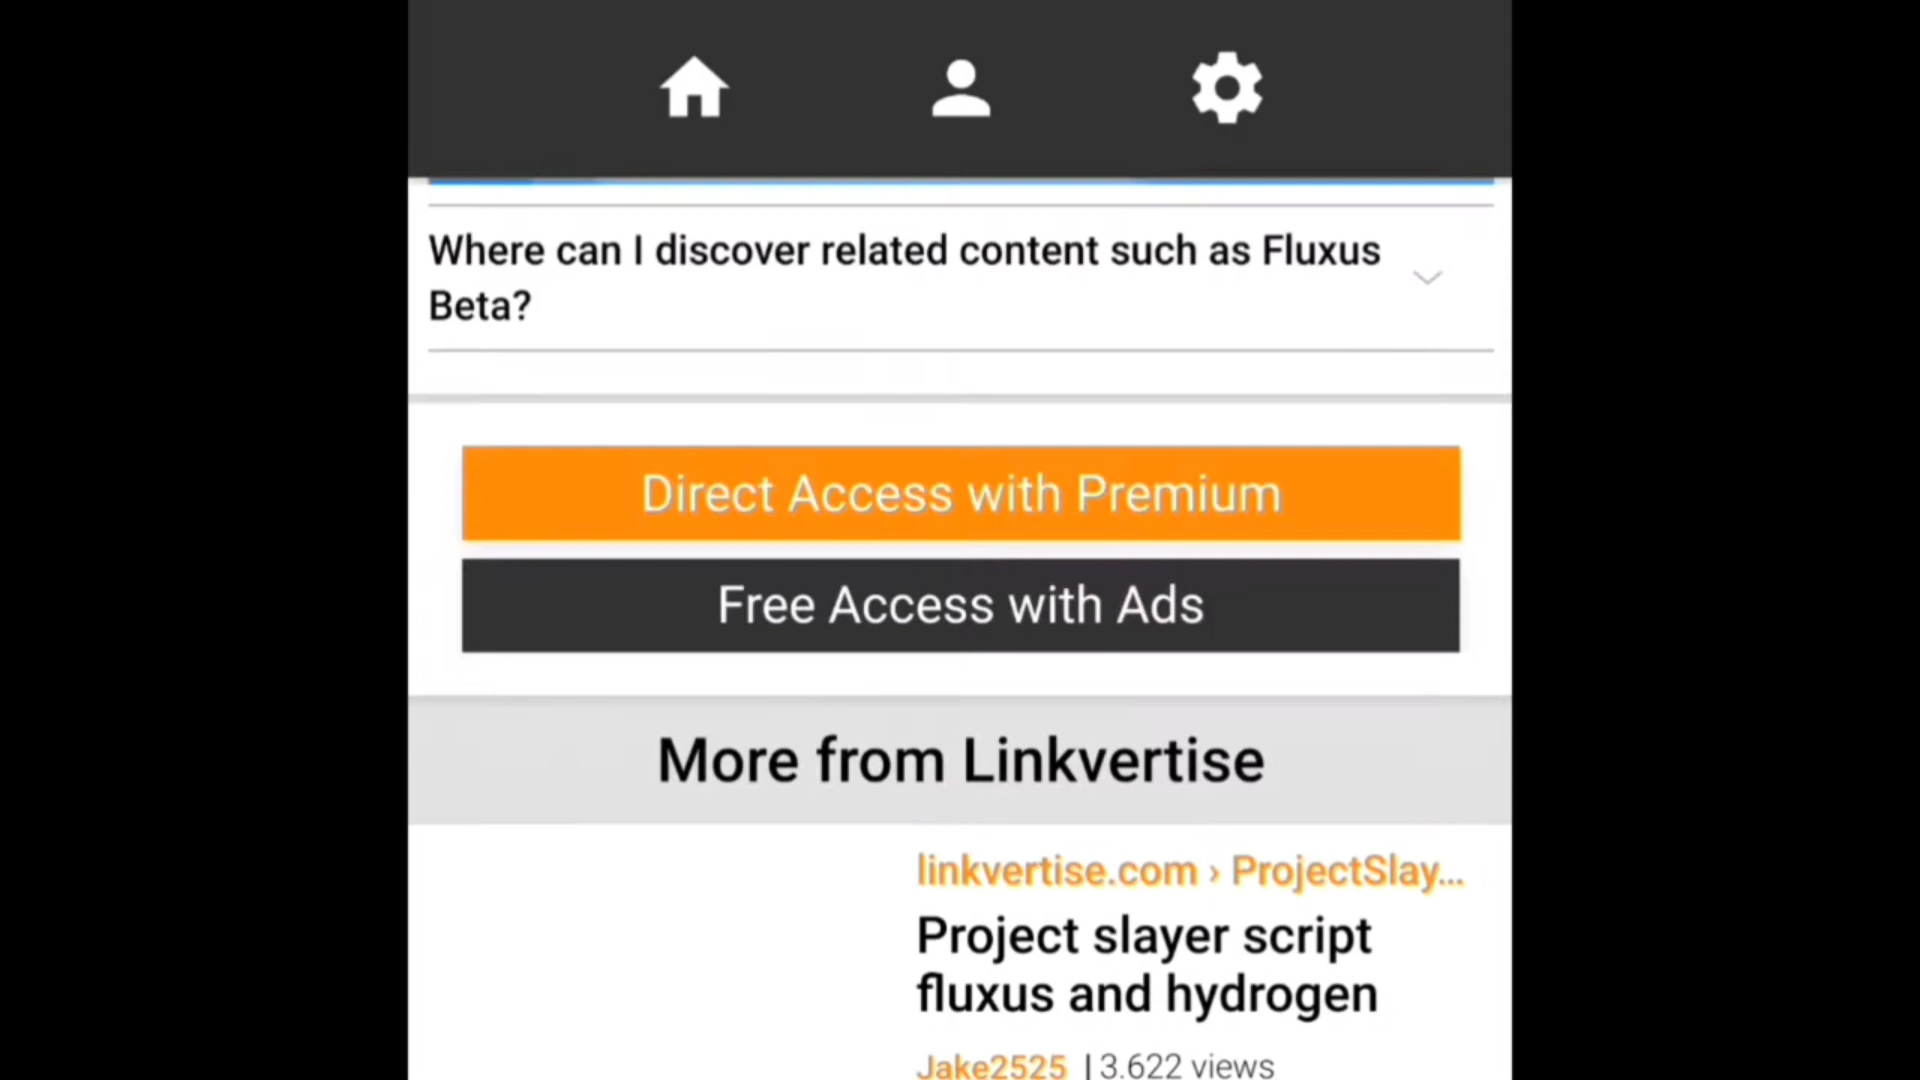 Where can I discover related content such as Fluxus
Beta?
Direct Access with Premium
Free Access with Ads
More from Linkvertise
linkvertise.com › ProjectSlay...
Project slayer script
fluxus and hydrogen
Jake2525 | 3.622 views